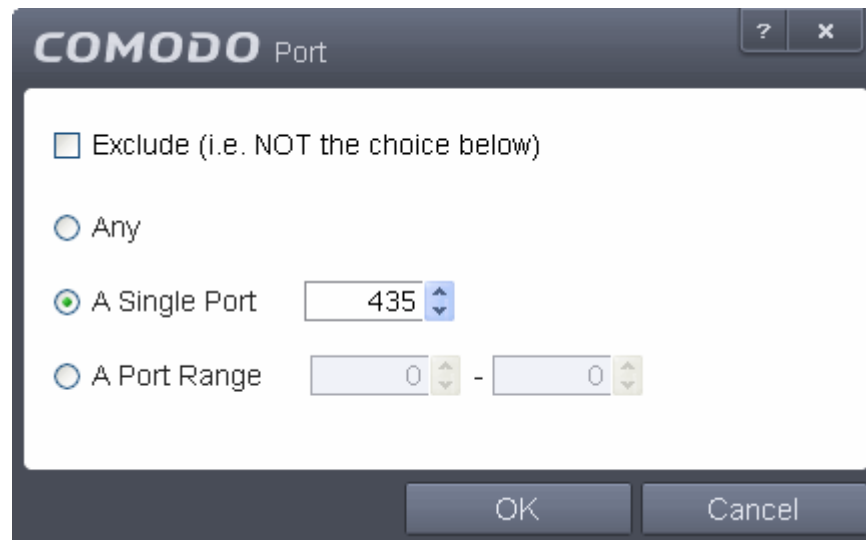 COMODO Port
? x
Exclude (i.e. NOT the choice below)
Any
A Single Port 435
A Port Range 0 - 0
OK Cancel